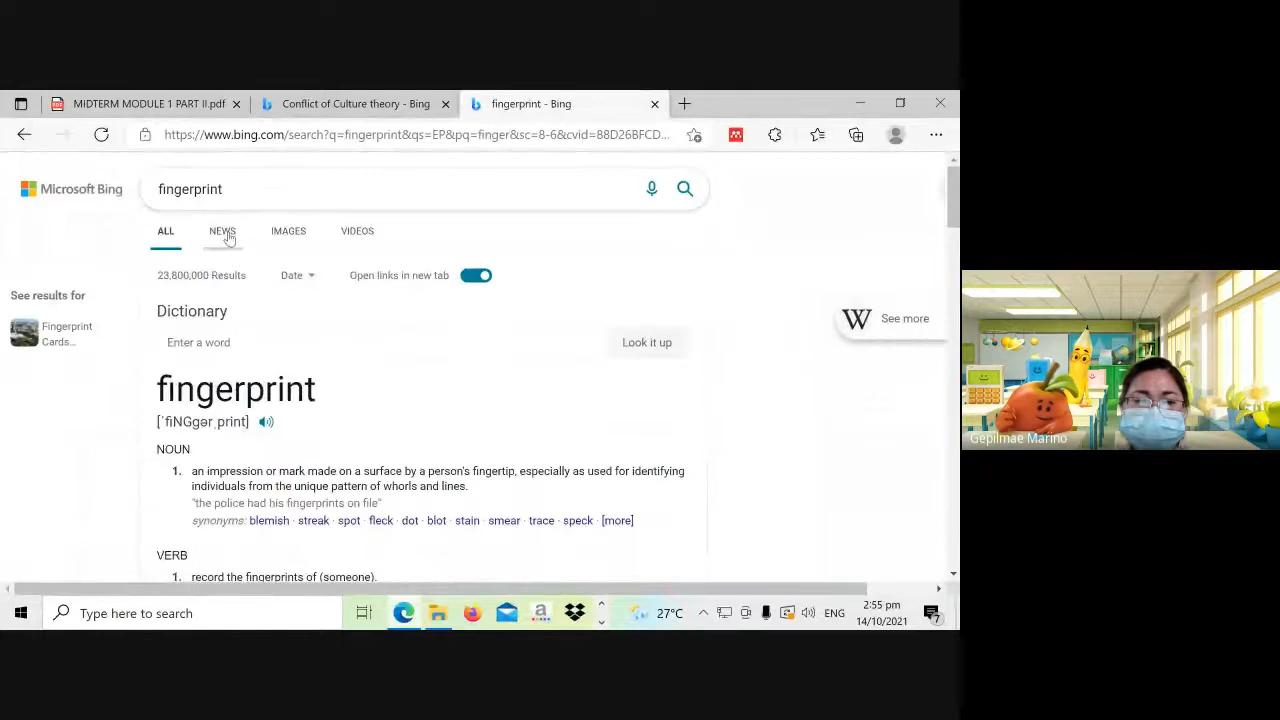 MIDTERM MODULE 1 PART II.pdf
Conflict of Culture theory - Bing
fingerprint - Bing
https://www.bing.com/search?q=fingerprint&qs=EP&pq=finger&sc=8-6&cvid=88D26BFCD...
Microsoft Bing
fingerprint
ALL NEWS IMAGES VIDEOS
23,800,000 Results Date Open links in new tab
See results for
Fingerprint
Cards...
Dictionary
Enter a word
Look it up
W See more
fingerprint
[ˈfiNGgərˌprint]
NOUN
1. an impression or mark made on a surface by a person's fingertip, especially as used for identifying
individuals from the unique pattern of whorls and lines.
"the police had his fingerprints on file"
synonyms: blemish · streak · spot · fleck · dot · blot · stain · smear · trace · speck · [more]
VERB
1. record the fingerprints of (someone).
Type here to search
a
27°C
ENG
2:55 pm
14/10/2021
7
Gepilmae Marino